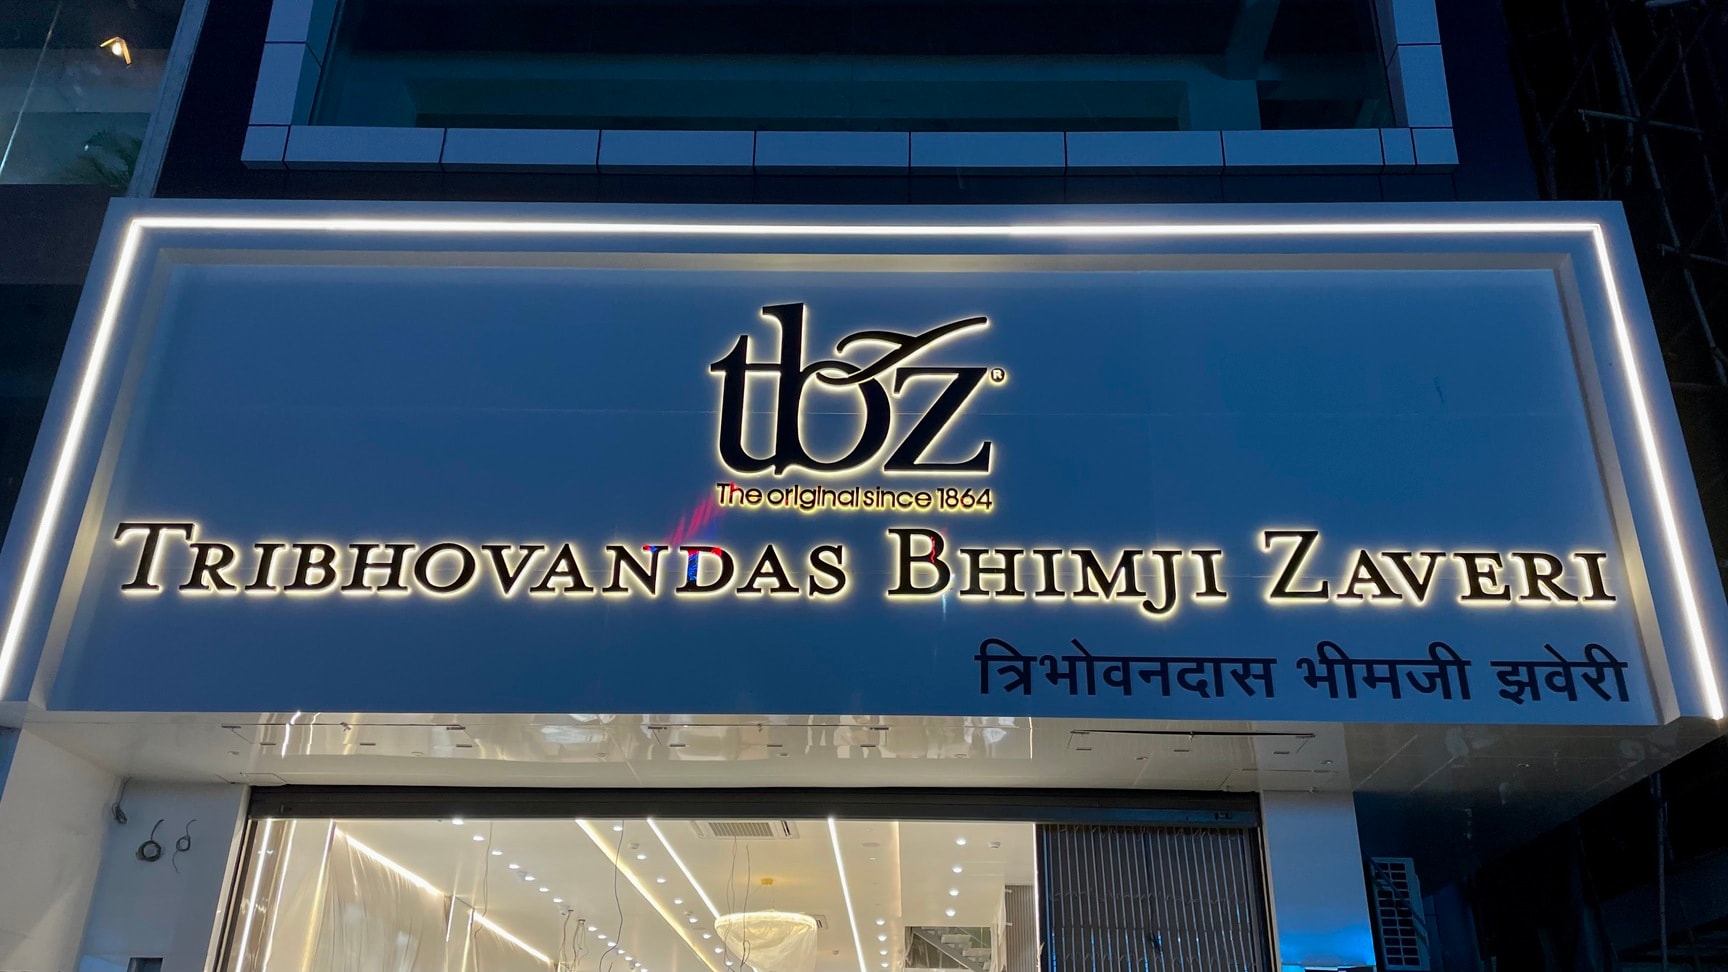 tbz®
The original since 1864
TRIBHOVANDAS BHIMJI ZAVERI
त्रिभोवनदास भीमजी झवेरी